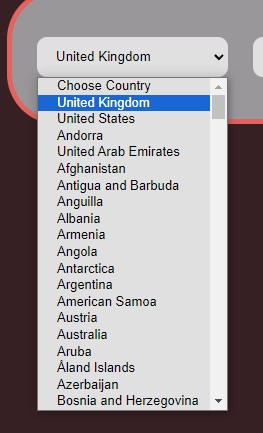 United Kingdom
Choose Country
United Kingdom
United States
Andorra
United Arab Emirates
Afghanistan
Antigua and Barbuda
Anguilla
Albania
Armenia
Angola
Antarctica
Argentina
American Samoa
Austria
Australia
Aruba
Åland Islands
Azerbaijan
Bosnia and Herzegovina